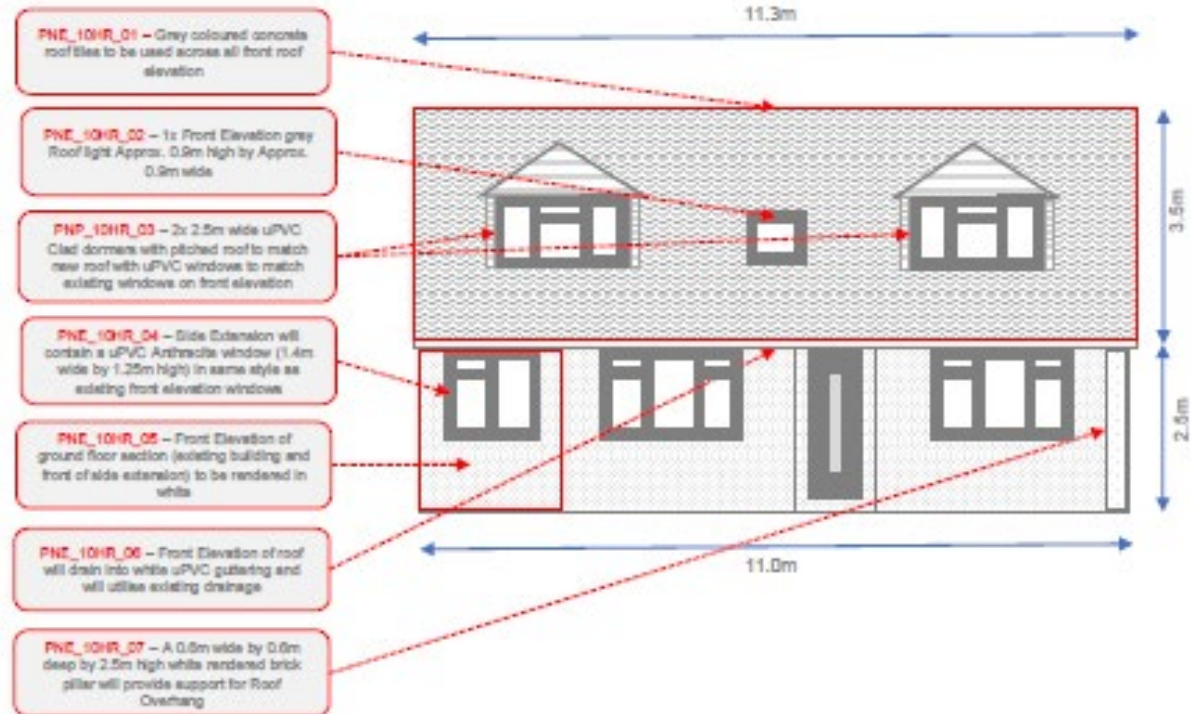 11.3m
PNE_10HR_01 – Grey coloured concrete
roof tiles to be used across all front roof
elevation
PNE_10HR_02 – 1x Front Elevation grey
Roof light Approx. 0.9m high by Approx.
0.9m wide
PNP_10HR_03 – 2x 2.5m wide uPVC
Clad dormers with pitched roof to match
new roof with uPVC windows to match
existing windows on front elevation
3.5m
PNE_10HR_04 – Side Extension will
contain a uPVC Anthracite window (1.4m
wide by 1.25m high) in same style as
existing front elevation windows
2.5m
PNE_10HR_05 – Front Elevation of
ground floor section (existing building and
front of side extension) to be rendered in
white
PNE_10HR_06 – Front Elevation of roof
will drain into white uPVC guttering and
will utilise existing drainage
11.0m
PNE_10HR_07 – A 0.6m wide by 0.6m
deep by 2.5m high white rendered brick
pillar will provide support for Roof
Overhang